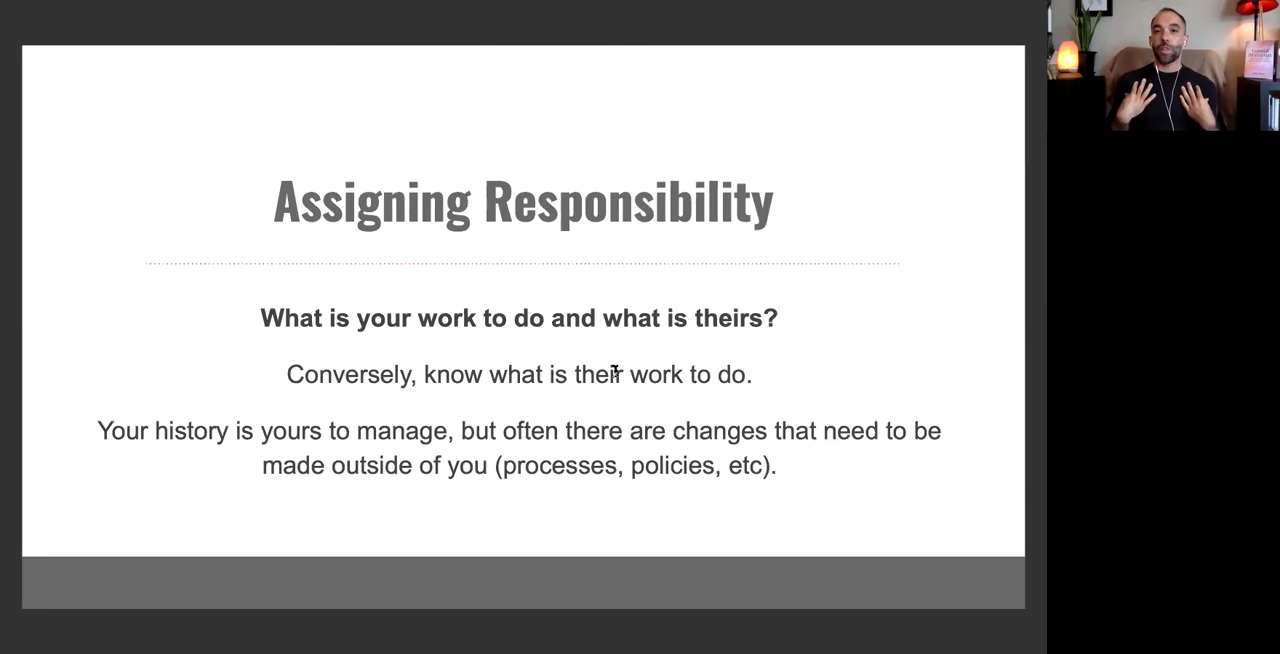 Assigning Responsibility
What is your work to do and what is theirs?
Conversely, know what is their work to do.
Your history is yours to manage, but often there are changes that need to be
made outside of you (processes, policies, etc).